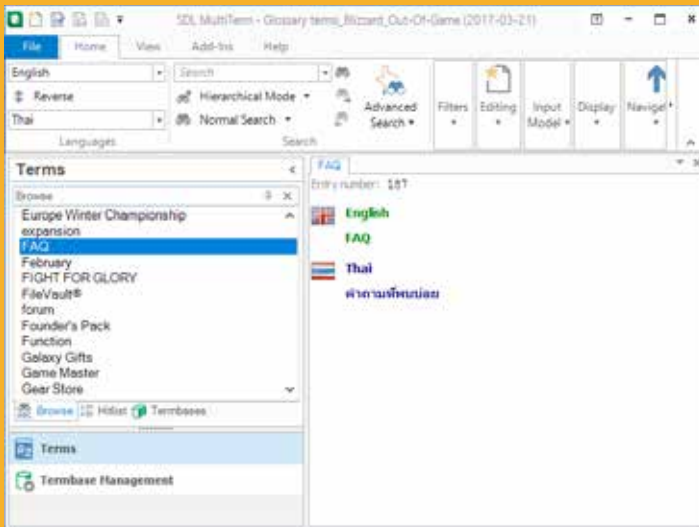 SDL MultiTerm - Glossary terms_Blizzard_Out-Of-Game (2017-03-21)
File Home View Add-Ins Help
English
Reverse
Thai
Languages
Search
Hierarchical Mode
Normal Search
Advanced Search
Search
Filters
Editing
Input Model
Display
Navigat
Terms
Browse
Europe Winter Championship
expansion
FAQ
February
FIGHT FOR GLORY
FileVault®
forum
Founder's Pack
Function
Galaxy Gifts
Game Master
Gear Store
Browse Hitlist Termbases
Terms
Termbase Management
FAQ
Entry number: 187
English
FAQ
Thai
คำถามที่พบบ่อย